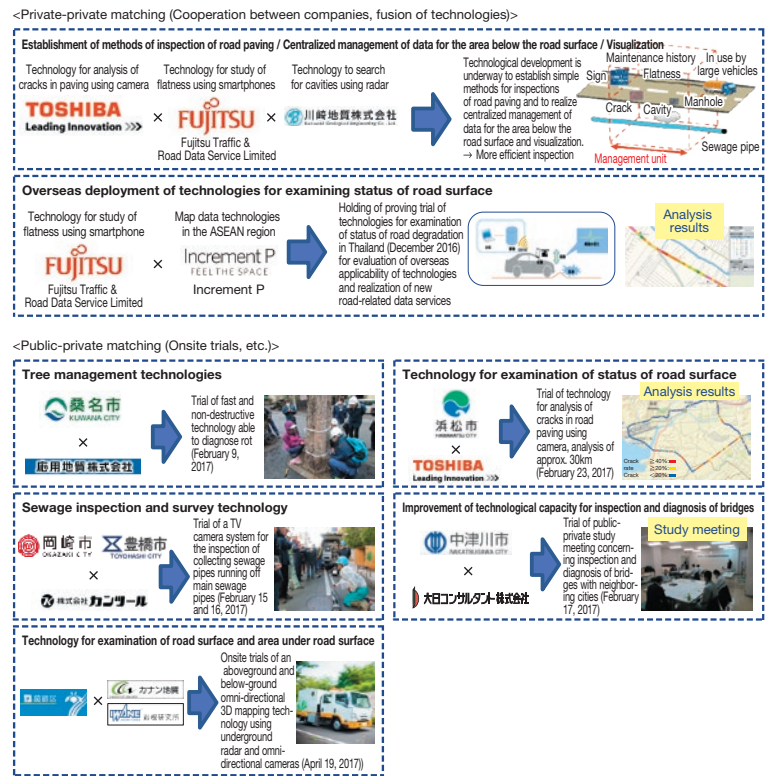 <Private-private matching (Cooperation between companies, fusion of technologies)>
Establishment of methods of inspection of road paving / Centralized management of data for the area below the road surface / Visualization
Technology for analysis of
cracks in paving using camera
TOSHIBA
Leading Innovation >>>
×
Technology for study of
flatness using smartphones
FUJITSU
Fujitsu Traffic &
Road Data Service Limited
×
Technology to search
for cavities using radar
川崎地質株式会社
Technological development is
underway to establish simple
methods for inspections
of road paving and to realize
centralized management of
data for the area below the
road surface and visualization.
→ More efficient inspection
Maintenance history
In use by
large vehicles
Sign
Flatness
Crack
Cavity
Manhole
Sewage pipe
Management unit
Overseas deployment of technologies for examining status of road surface
Technology for study of
flatness using smartphone
FUJITSU
Fujitsu Traffic &
Road Data Service Limited
×
Map data technologies
in the ASEAN region
Increment P
FEEL THE SPACE
Increment P
Holding of proving trial of
technologies for examination
of status of road degradation
in Thailand (December 2016)
for evaluation of overseas
applicability of technologies
and realization of new
road-related data services
Analysis
results
<Public-private matching (Onsite trials, etc.)>
Tree management technologies
桑名市
KUWANA CITY
×
応用地質株式会社
Trial of fast and
non-destructive
technology able
to diagnose rot
(February 9,
2017)
Technology for examination of status of road surface
浜松市
HAMAMATSU CITY
×
TOSHIBA
Leading Innovation >>>
Trial of technology
for analysis of
cracks in road
paving using
camera, analysis of
approx. 30km
(February 23, 2017)
Analysis results
Crack
rate
Crack
≧40%
≧20%
<20%
Sewage inspection and survey technology
岡崎市
OKAZAKI CITY
豊橋市
TOYOHASHI CITY
×
株式会社カンツール
Trial of a TV
camera system for
the inspection of
collecting sewage
pipes running off
main sewage
pipes (February 15
and 16, 2017)
Improvement of technological capacity for inspection and diagnosis of bridges
中津川市
NAKATSUGAWA CITY
×
大日コンサルタント株式会社
Trial of public-
private study
meeting concern-
ing inspection and
diagnosis of brid-
ges with neighbor-
ing cities (February
17, 2017)
Study meeting
Technology for examination of road surface and area under road surface
×
カナン地質
IWANE
岩根研究所
Onsite trials of an
aboveground and
below-ground
omni-directional
3D mapping tech-
nology using
underground
radar and omni-
directional cameras (April 19, 2017))